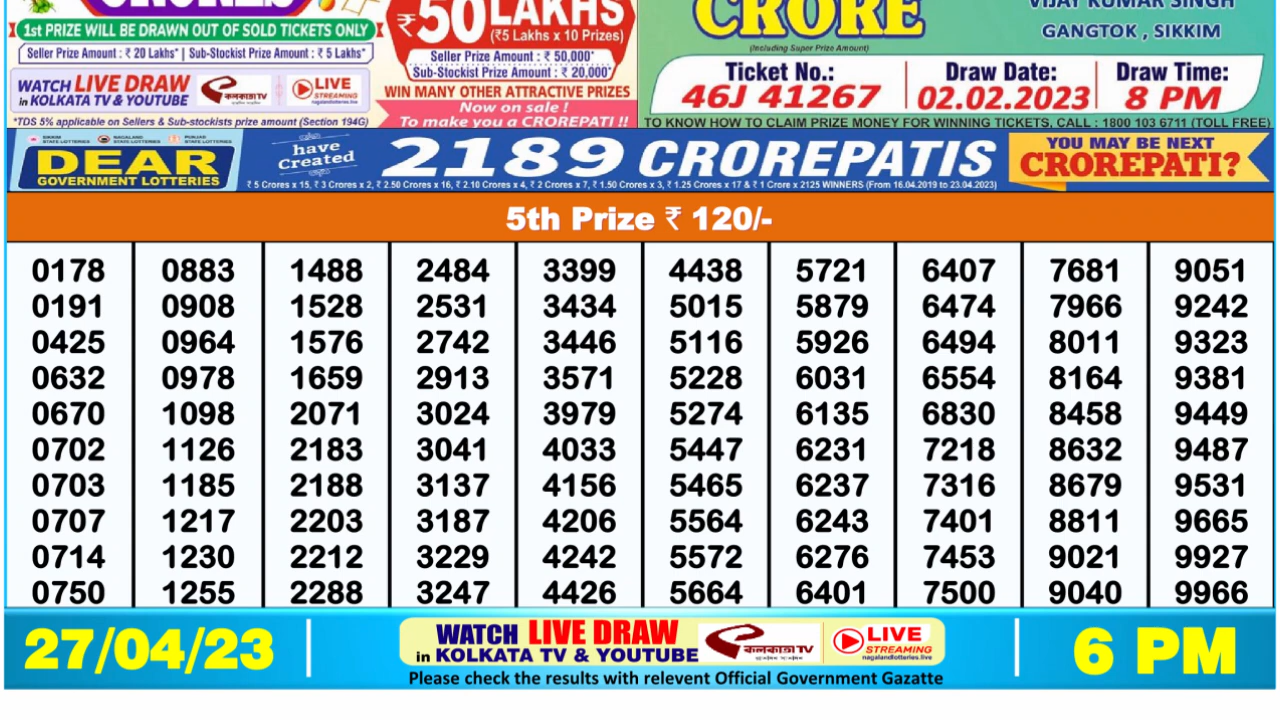 CRORES
1st PRIZE WILL BE DRAWN OUT OF SOLD TICKETS ONLY
Seller Prize Amount : ₹ 20 Lakhs* | Sub-Stockist Prize Amount : ₹ 5 Lakhs*
WATCH LIVE DRAW
in KOLKATA TV & YOUTUBE
কলকাতা TV
LIVE
STREAMING
nagalandlotteries.live
*TDS 5% applicable on Sellers & Sub-stockists prize amount (Section 194G)
₹50 LAKHS
(₹5 Lakhs x 10 Prizes)
Seller Prize Amount : ₹ 50,000*
Sub-Stockist Prize Amount : ₹ 20,000*
WIN MANY OTHER ATTRACTIVE PRIZES
Now on sale !
To make you a CROREPATI !!
CRORE
(Including Super Prize Amount)
VIJAY KUMAR SINGH
GANGTOK , SIKKIM
Ticket No.: Draw Date: Draw Time:
46J 41267 02.02.2023 8 PM
TO KNOW HOW TO CLAIM PRIZE MONEY FOR WINNING TICKETS, CALL : 1800 103 6711 (TOLL FREE)
SIKKIM STATE LOTTERIES NAGALAND STATE LOTTERIES PUNJAB STATE LOTTERIES
DEAR
GOVERNMENT LOTTERIES
have
Created
2189 CROREPATIS
₹ 5 Crores x 15, ₹ 3 Crores x 2, ₹ 2.50 Crores x 16, ₹ 2.10 Crores x 4, ₹ 2 Crores x 7, ₹ 1.50 Crores x 3, ₹ 1.25 Crores x 17 & ₹ 1 Crore x 2125 WINNERS (From 16.04.2019 to 23.04.2023)
YOU MAY BE NEXT
CROREPATI?
5th Prize ₹ 120/-
0178 0883 1488 2484 3399 4438 5721 6407 7681 9051
0191 0908 1528 2531 3434 5015 5879 6474 7966 9242
0425 0964 1576 2742 3446 5116 5926 6494 8011 9323
0632 0978 1659 2913 3571 5228 6031 6554 8164 9381
0670 1098 2071 3024 3979 5274 6135 6830 8458 9449
0702 1126 2183 3041 4033 5447 6231 7218 8632 9487
0703 1185 2188 3137 4156 5465 6237 7316 8679 9531
0707 1217 2203 3187 4206 5564 6243 7401 8811 9665
0714 1230 2212 3229 4242 5572 6276 7453 9021 9927
0750 1255 2288 3247 4426 5664 6401 7500 9040 9966
27/04/23
WATCH LIVE DRAW
in KOLKATA TV & YOUTUBE
কলকাতা TV
LIVE
STREAMING
nagalandlotteries.live
Please check the results with relevent Official Government Gazatte
6 PM